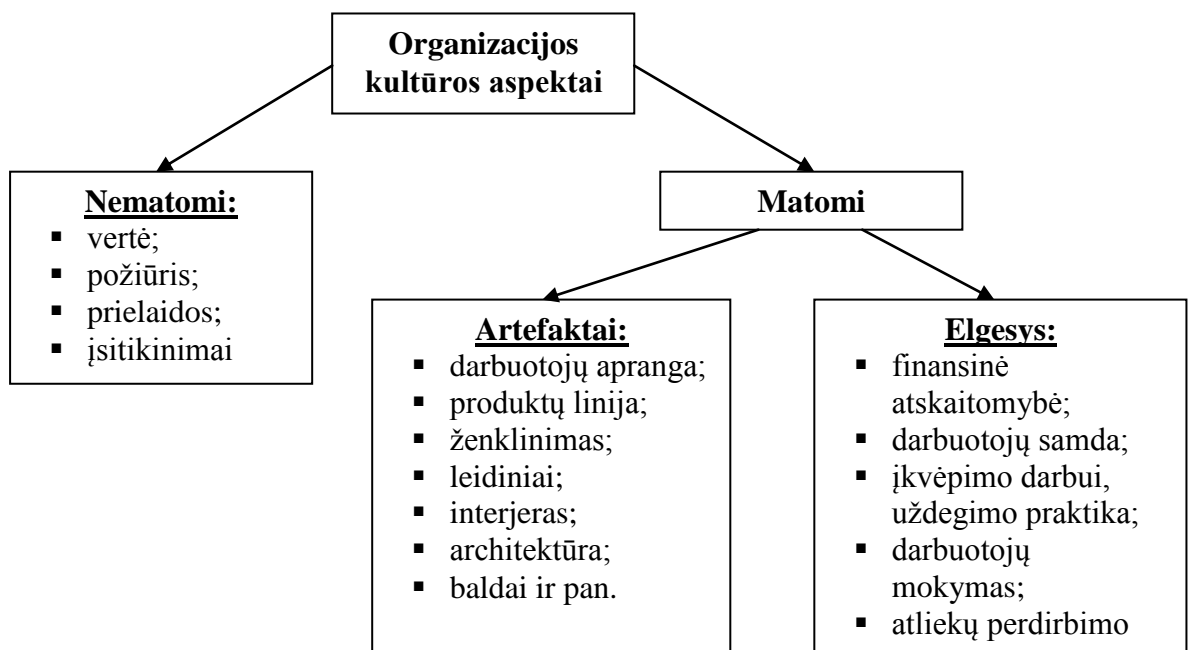 Organizacijos
kultūros aspektai
Nematomi:
▪ vertė;
▪ požiūris;
▪ prielaidos;
▪ įsitikinimai
Matomi
Artefaktai:
▪ darbuotojų apranga;
▪ produktų linija;
▪ ženklinimas;
▪ leidiniai;
▪ interjeras;
▪ architektūra;
▪ baldai ir pan.
Elgesys:
▪ finansinė
atskaitomybė;
▪ darbuotojų samda;
▪ įkvėpimo darbui,
uždegimo praktika;
▪ darbuotojų
mokymas;
▪ atliekų perdirbimo